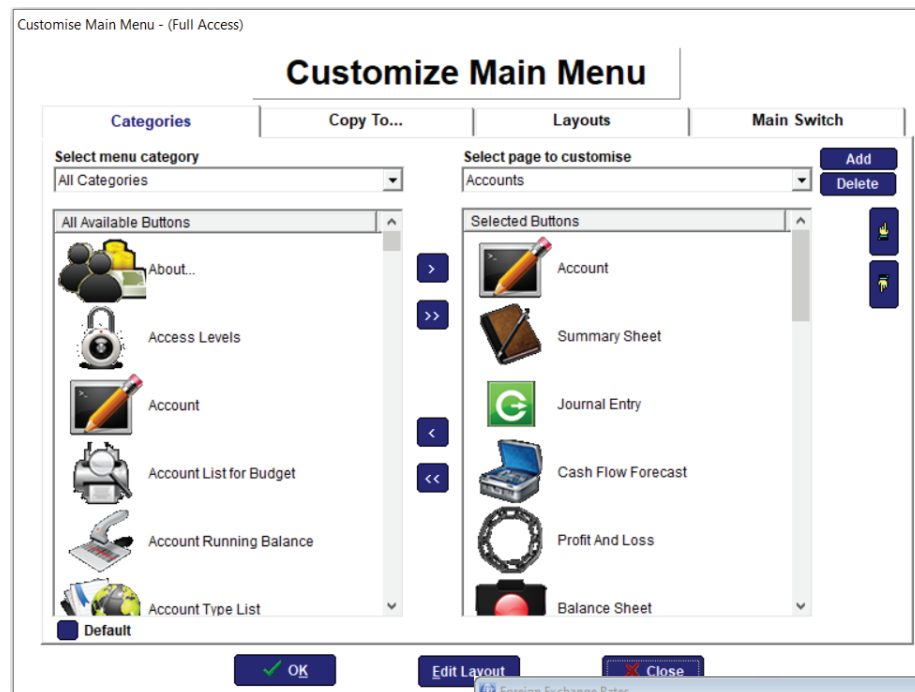 Customise Main Menu - (Full Access)
Customize Main Menu
Categories
Copy To...
Layouts
Main Switch
Select menu category
All Categories
Select page to customise
Accounts
Add
Delete
All Available Buttons
About...
Access Levels
Account
Account List for Budget
Account Running Balance
Account Type List
>
>>
<
<<
Selected Buttons
Account
Summary Sheet
Journal Entry
Cash Flow Forecast
Profit And Loss
Balance Sheet
Default
OK
Edit Layout
Close
Foreign Exchange Rates